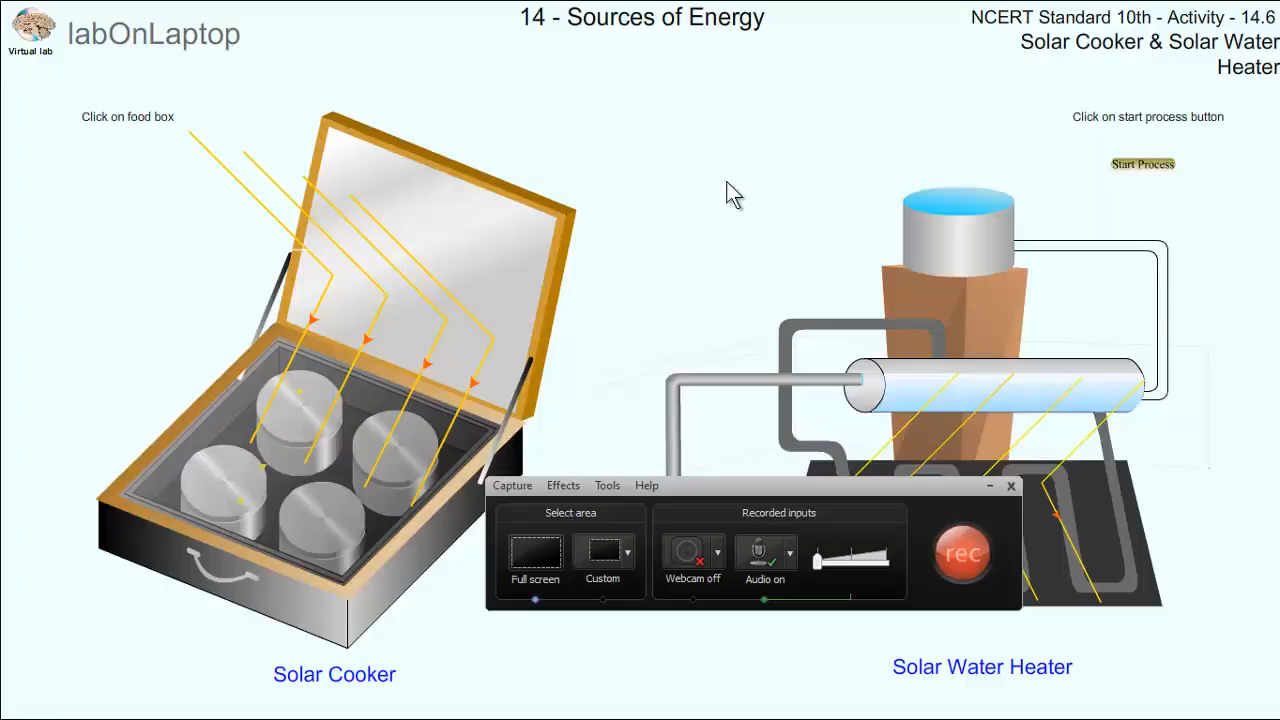 labOnLaptop
Virtual lab
14 - Sources of Energy
NCERT Standard 10th - Activity - 14.6
Solar Cooker & Solar Water
Heater
Click on food box
Click on start process button
Start Process
Capture Effects Tools Help
Select area
Recorded inputs
Full screen
Custom
Webcam off
Audio on
rec
Solar Cooker
Solar Water Heater